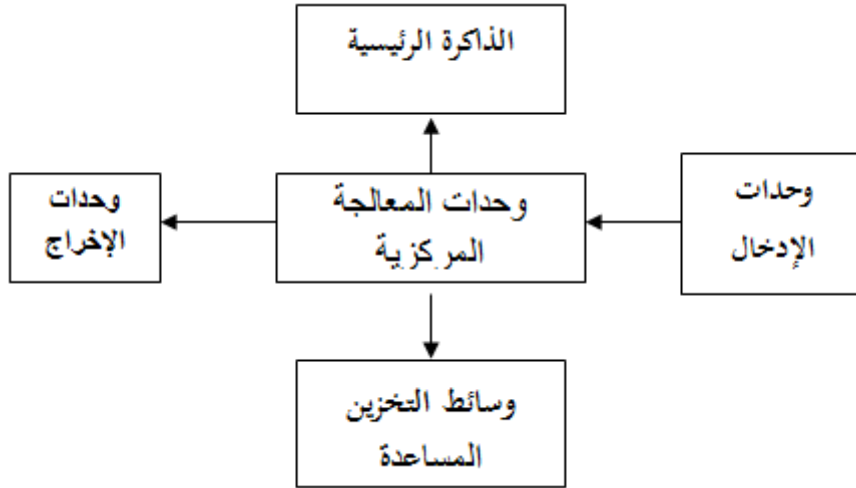 الذاكرة الرئيسية
وحدات
الإدخال
وحدات المعالجة
المركزية
وحدات
الإخراج
وسائط التخزين
المساعدة